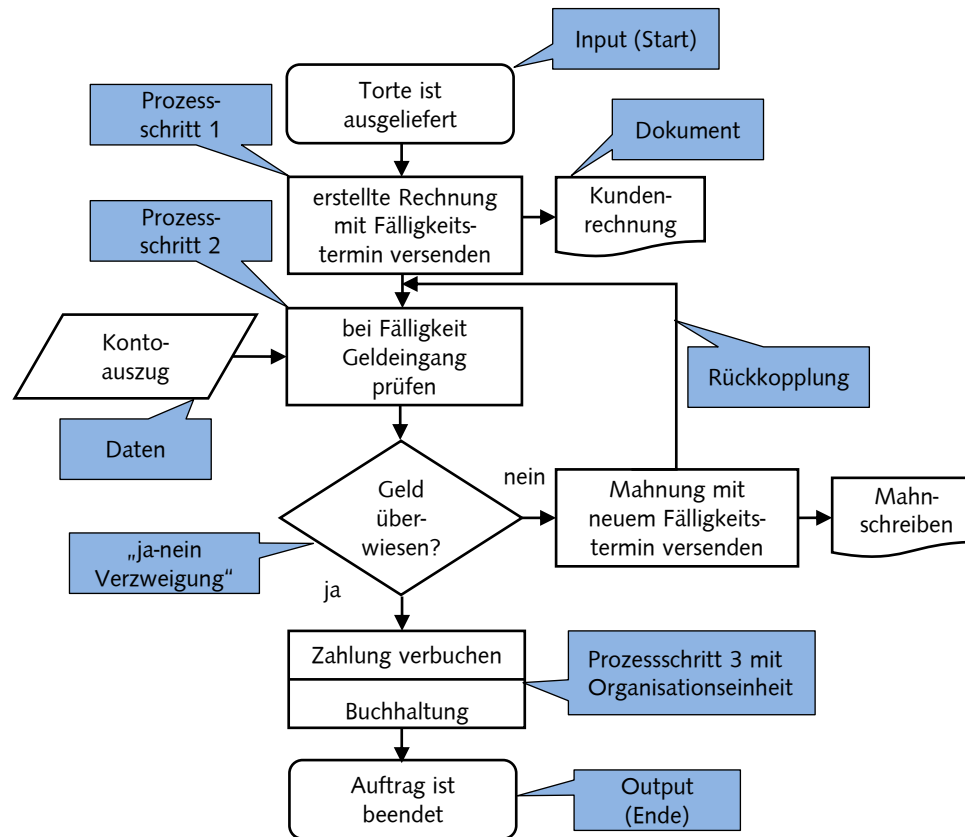 Input (Start)
Torte ist
ausgeliefert
Prozess-
schritt 1
Dokument
erstellte Rechnung
mit Fälligkeits-
termin versenden
Kunden-
rechnung
Prozess-
schritt 2
bei Fälligkeit
Geldeingang
prüfen
Konto-
auszug
Rückkopplung
Daten
Geld
über-
wiesen?
nein
Mahnung mit
neuem Fälligkeits-
termin versenden
Mahn-
schreiben
„ja-nein
Verzweigung“
ja
Zahlung verbuchen
Buchhaltung
Prozessschritt 3 mit
Organisationseinheit
Auftrag ist
beendet
Output
(Ende)